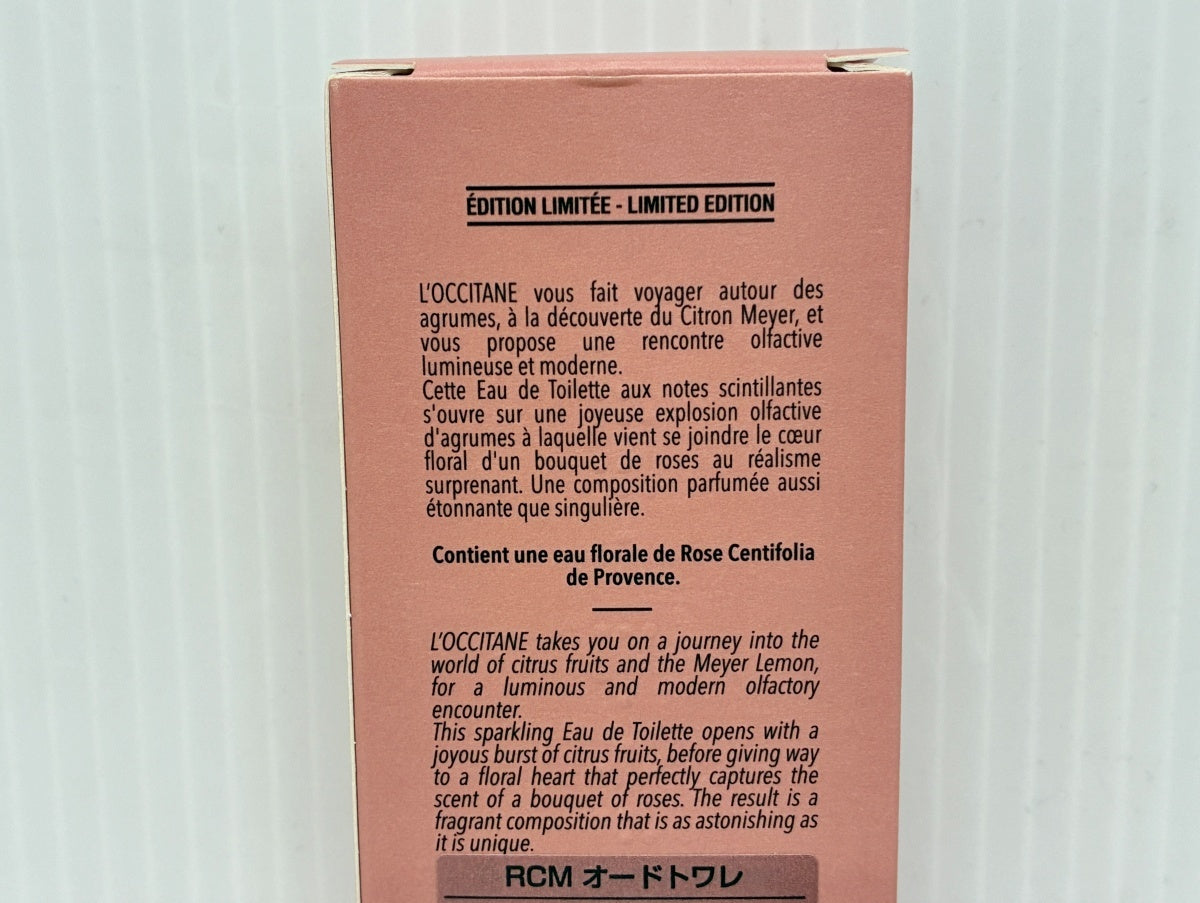 ÉDITION LIMITÉE - LIMITED EDITION
L'OCCITANE vous fait voyager autour des
agrumes, à la découverte du Citron Meyer, et
vous propose une rencontre olfactive
lumineuse et moderne.
Cette Eau de Toilette aux notes scintillantes
s'ouvre sur une joyeuse explosion olfactive
d'agrumes à laquelle vient se joindre le cœur
floral d'un bouquet de roses au réalisme
surprenant. Une composition parfumée aussi
étonnante que singulière.
Contient une eau florale de Rose Centifolia
de Provence.
L'OCCITANE takes you on a journey into the
world of citrus fruits and the Meyer Lemon,
for a luminous and modern olfactory
encounter.
This sparkling Eau de Toilette opens with a
joyous burst of citrus fruits, before giving way
to a floral heart that perfectly captures the
scent of a bouquet of roses. The result is a
fragrant composition that is as astonishing as
it is unique.
RCM オードトワレ